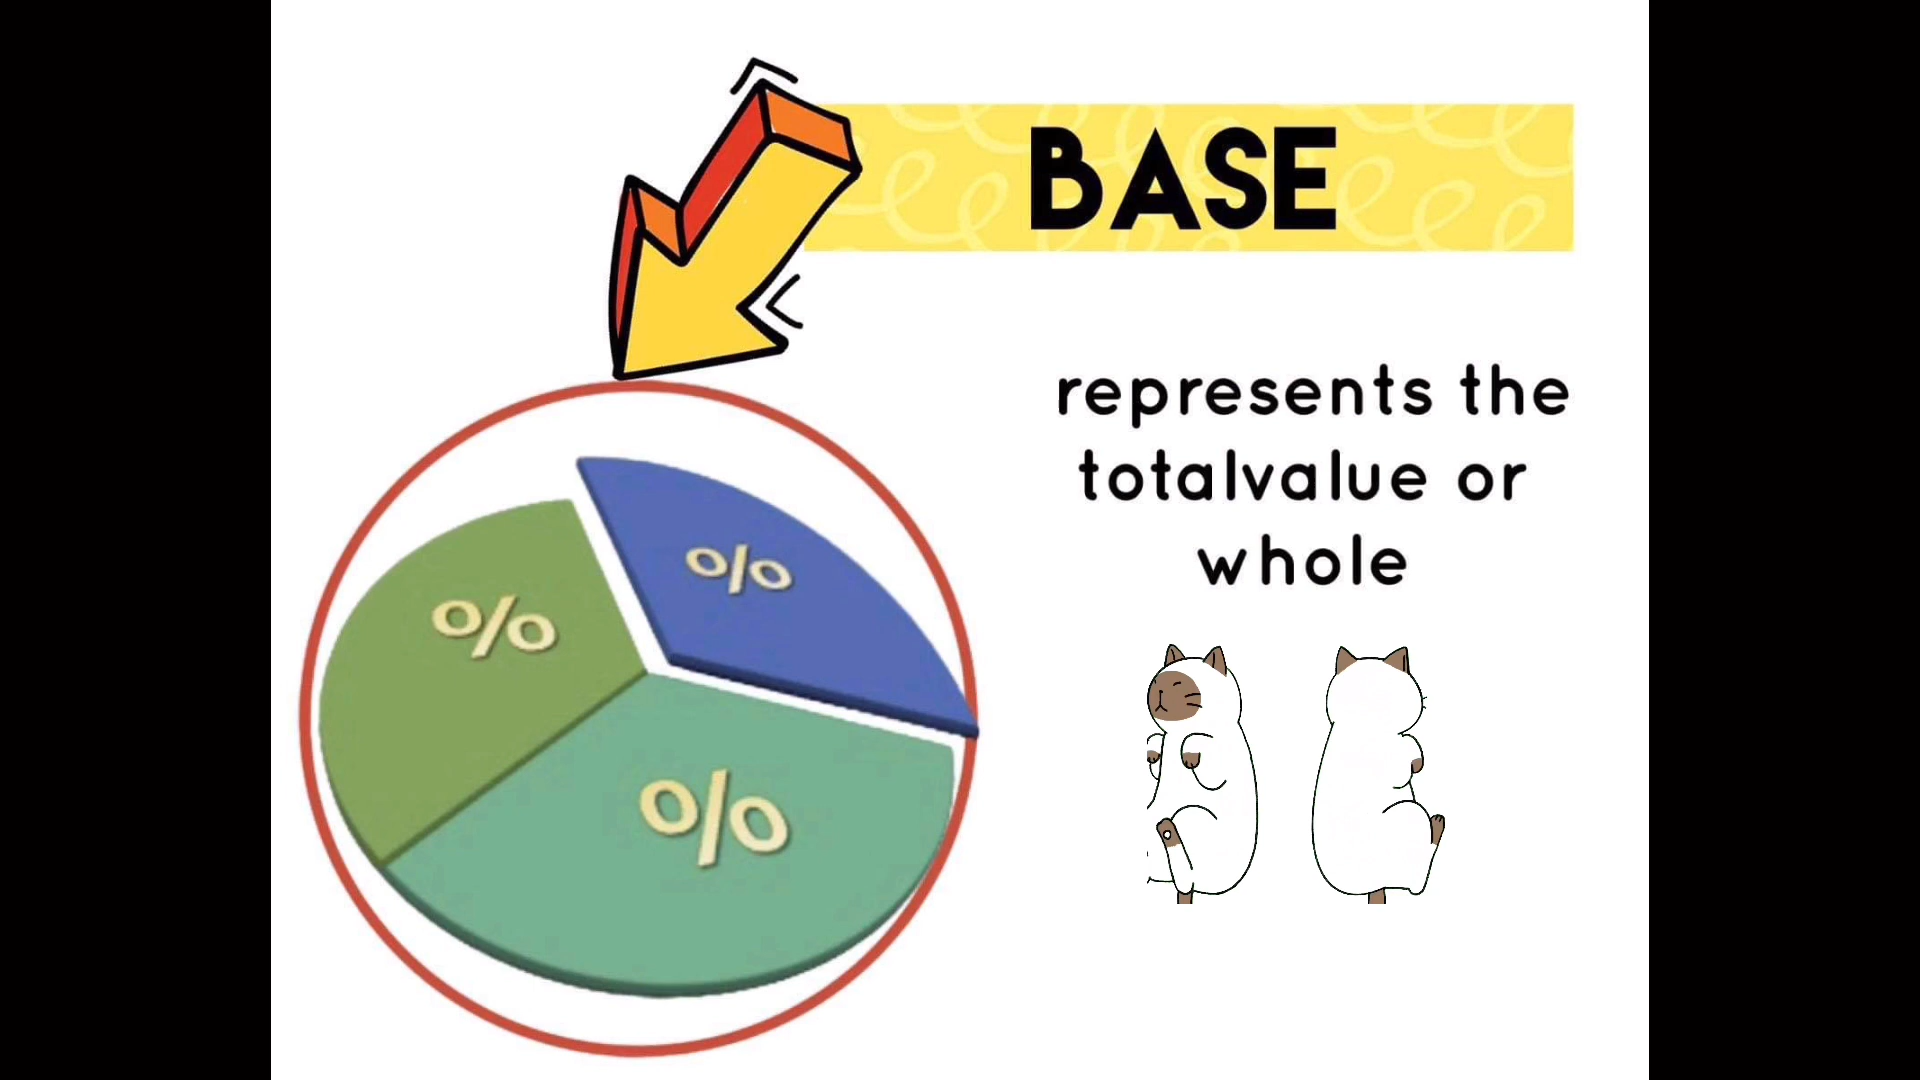 BASE
represents the
totalvalue or
whole
%
%
%